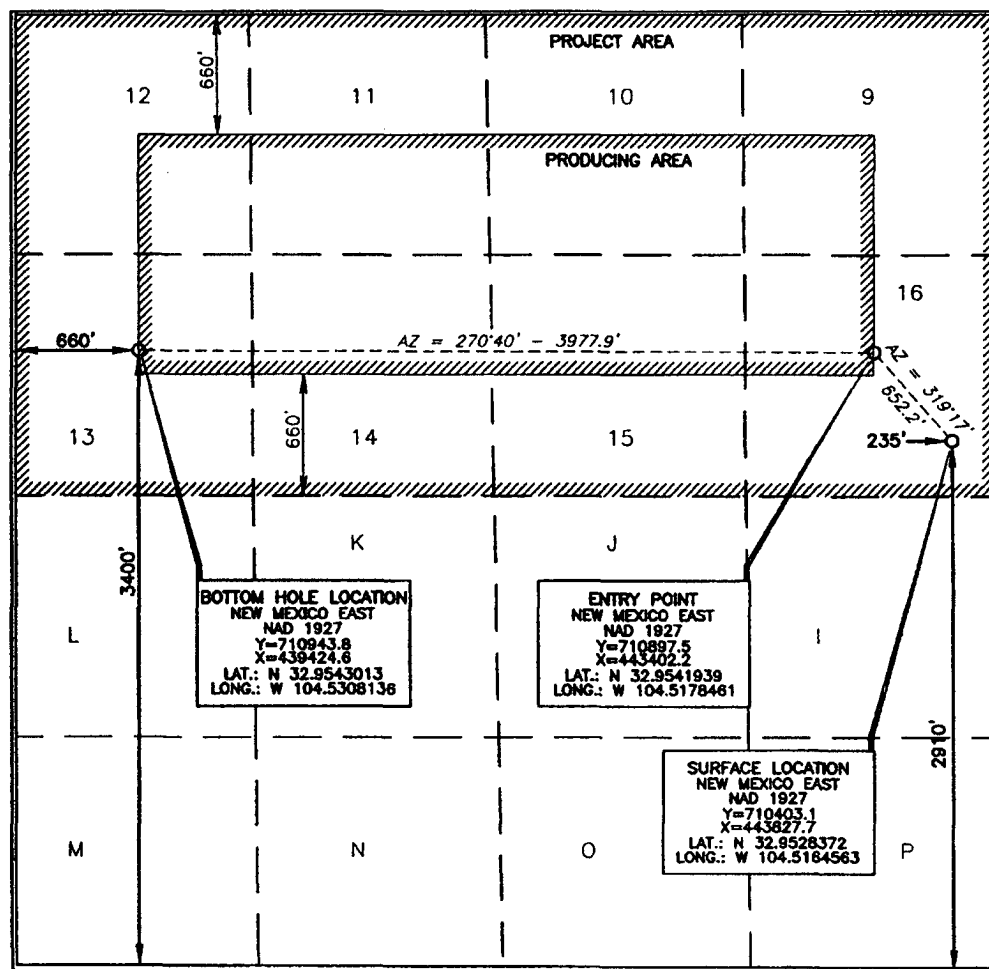 PROJECT AREA
660'
12
11
10
9
PRODUCING AREA
16
660'
AZ = 270°40' - 3977.9'
AZ = 319°17'
652.2'
235'
13
14
15
660'
3400'
K
J
L
I
BOTTOM HOLE LOCATION
NEW MEXICO EAST
NAD 1927
Y=710943.8
X=439424.6
LAT.: N 32.9543013
LONG.: W 104.5308136
ENTRY POINT
NEW MEXICO EAST
NAD 1927
Y=710897.5
X=443402.2
LAT.: N 32.9541939
LONG.: W 104.5178461
2910'
SURFACE LOCATION
NEW MEXICO EAST
NAD 1927
Y=710403.1
X=443827.7
LAT.: N 32.9528372
LONG.: W 104.5164563
M
N
O
P